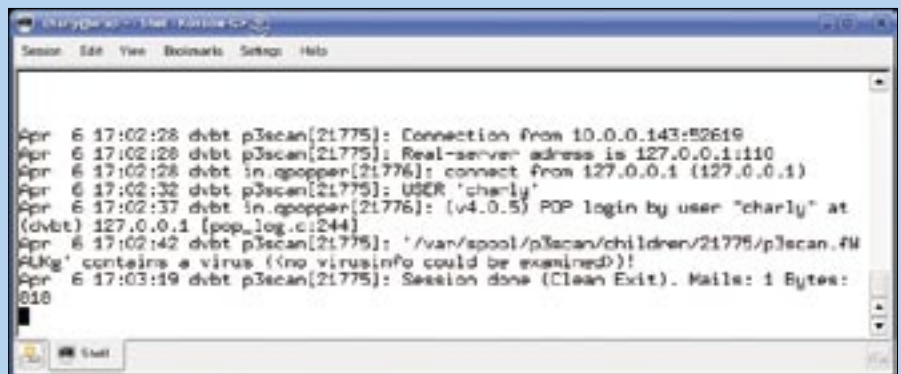 Session Edit View Bookmarks Settings Help
Apr 6 17:02:28 dvbt p3scan[21775]: Connection from 10.0.0.143:52619
Apr 6 17:02:28 dvbt p3scan[21775]: Real-server adress is 127.0.0.1:110
Apr 6 17:02:28 dvbt in.qpopper[21776]: connect from 127.0.0.1 (127.0.0.1)
Apr 6 17:02:32 dvbt p3scan[21775]: USER 'charly'
Apr 6 17:02:37 dvbt in.qpopper[21776]: (v4.0.5) POP login by user "charly" at
(dvbt) 127.0.0.1 [pop_log.c:244]
Apr 6 17:02:42 dvbt p3scan[21775]: '/var/spool/p3scan/children/21775/p3scan.fW
AUKg' contains a virus ((no virusinfo could be examined>)!
Apr 6 17:03:19 dvbt p3scan[21775]: Session done (Clean Exit). Mails: 1 Bytes:
818
Shell